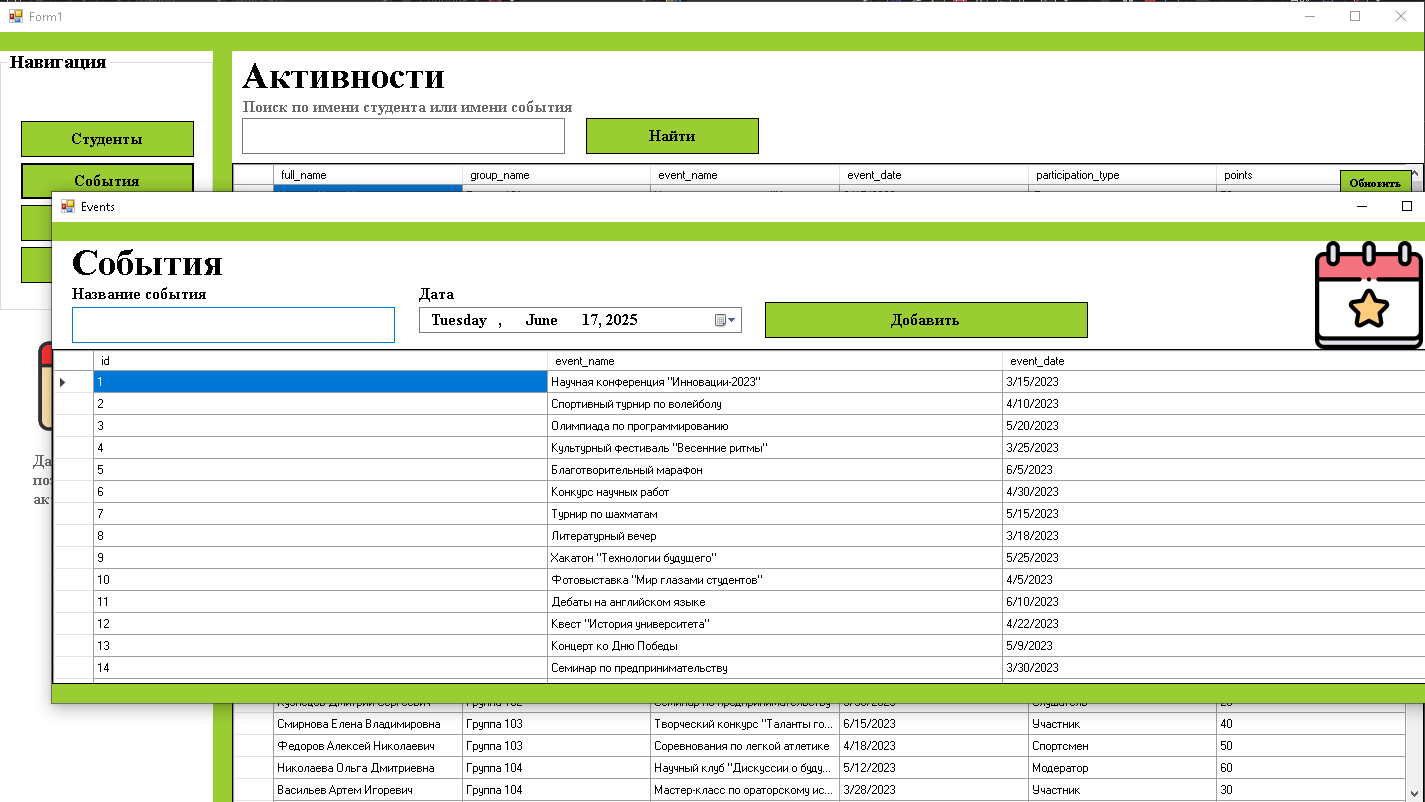 Form1
Навигация
Студенты
События
Активности
Поиск по имени студента или имени события
Найти
full_name group_name event_name event_date participation_type points
Обновить
Events
События
Название события
Дата
Tuesday , June 17, 2025
Добавить
id event_name event_date
1 Научная конференция "Инновации-2023" 3/15/2023
2 Спортивный турнир по волейболу 4/10/2023
3 Олимпиада по программированию 5/20/2023
4 Культурный фестиваль "Весенние ритмы" 3/25/2023
5 Благотворительный марафон 6/5/2023
6 Конкурс научных работ 4/30/2023
7 Турнир по шахматам 5/15/2023
8 Литературный вечер 3/18/2023
9 Хакатон "Технологии будущего" 5/25/2023
10 Фотовыставка "Мир глазами студентов" 4/5/2023
11 Дебаты на английском языке 6/10/2023
12 Квест "История университета" 4/22/2023
13 Концерт ко Дню Победы 5/9/2023
14 Семинар по предпринимательству 3/30/2023
Да
поз
ак
Смирнова Елена Владимировна Группа 103 Творческий конкурс "Таланты го... 6/15/2023 Участник 40
Федоров Алексей Николаевич Группа 103 Соревнования по легкой атлетике 4/18/2023 Спортсмен 50
Николаева Ольга Дмитриевна Группа 104 Научный клуб "Дискуссии о буду... 5/12/2023 Модератор 60
Васильев Артем Игоревич Группа 104 Мастер-класс по ораторскому ис... 3/28/2023 Участник 30